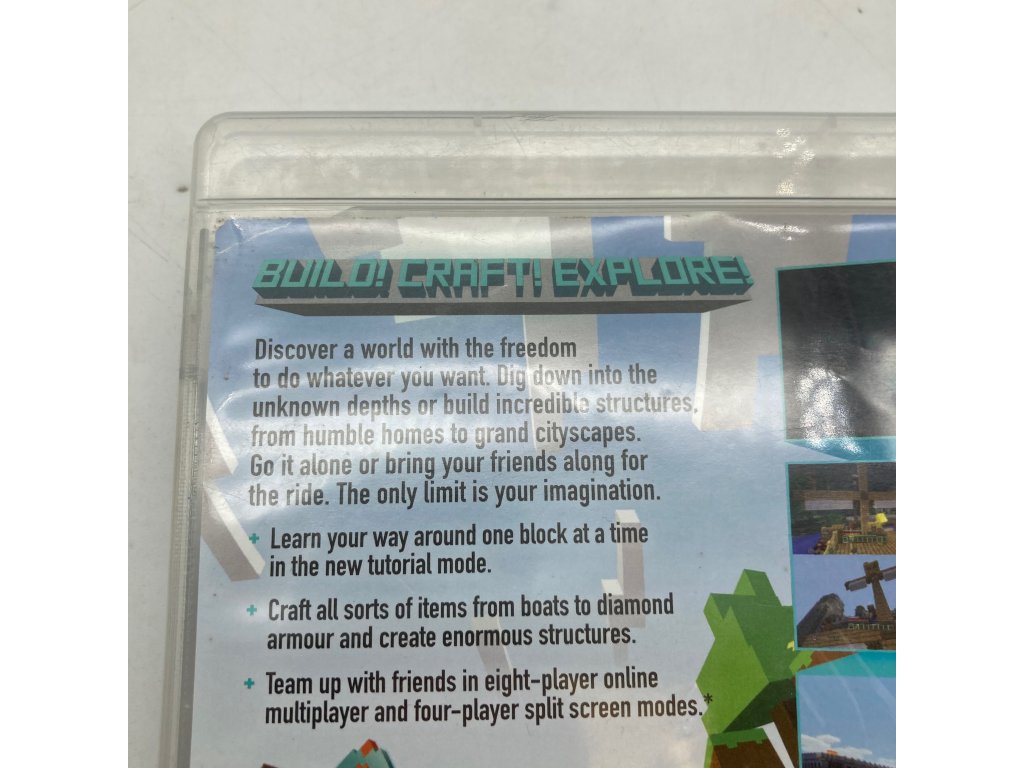 BUILD! CRAFT! EXPLORE!
Discover a world with the freedom
to do whatever you want. Dig down into the
unknown depths or build incredible structures,
from humble homes to grand cityscapes.
Go it alone or bring your friends along for
the ride. The only limit is your imagination.
+ Learn your way around one block at a time
in the new tutorial mode.
+ Craft all sorts of items from boats to diamond
armour and create enormous structures.
+ Team up with friends in eight-player online
multiplayer and four-player split screen modes.*